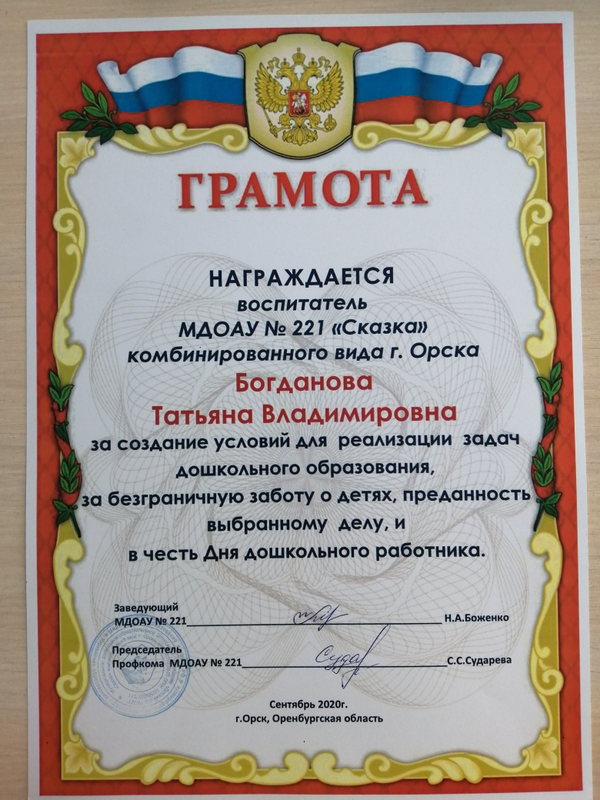 ГРАМОТА
НАГРАЖДАЕТСЯ
воспитатель
МДОАУ № 221 «Сказка»
комбинированного вида г. Орска
Богданова
Татьяна Владимировна
за создание условий для реализации задач
дошкольного образования,
за безграничную заботу о детях, преданность
выбранному делу, и
в честь Дня дошкольного работника.
Заведующий
МДОАУ № 221 Н.А.Боженко
Председатель
Профкома МДОАУ № 221 С.С.Сударева
Сентябрь 2020г.
г.Орск, Оренбургская область